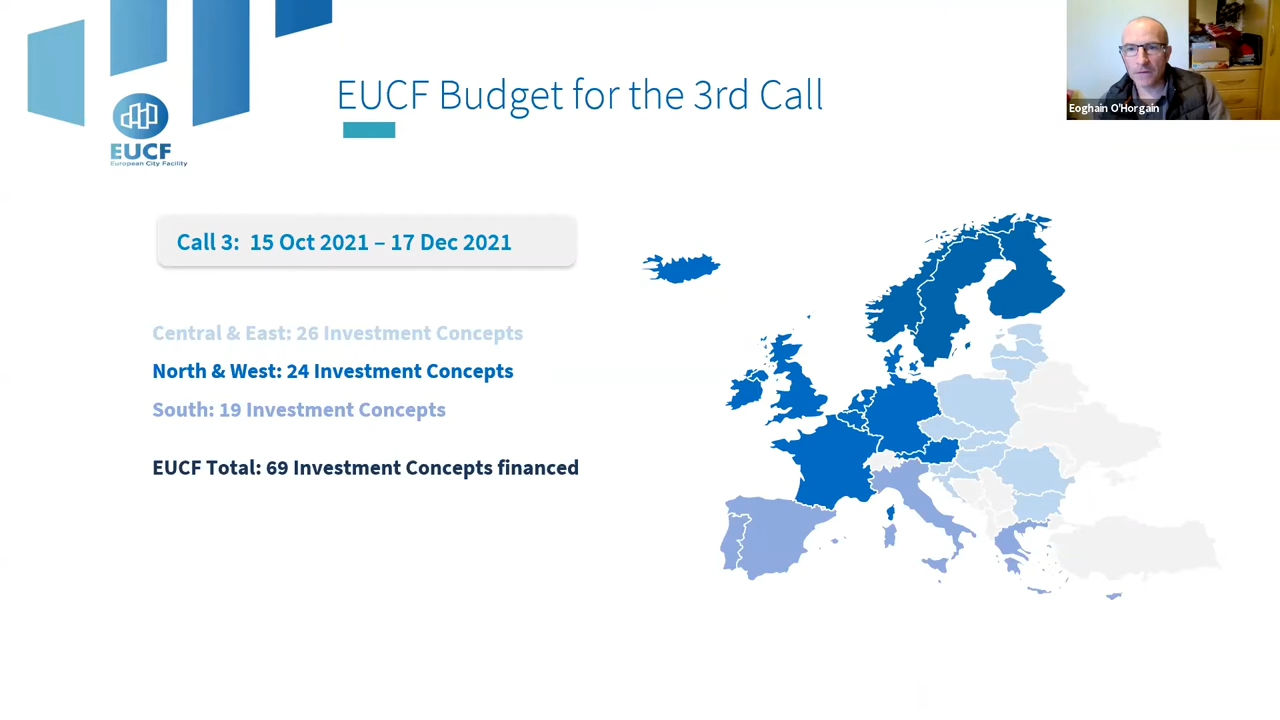 EUCF Budget for the 3rd Call
Eoghain O'Horgain
EUCF
European City Facility
Call 3: 15 Oct 2021 – 17 Dec 2021
Central & East: 26 Investment Concepts
North & West: 24 Investment Concepts
South: 19 Investment Concepts
EUCF Total: 69 Investment Concepts financed